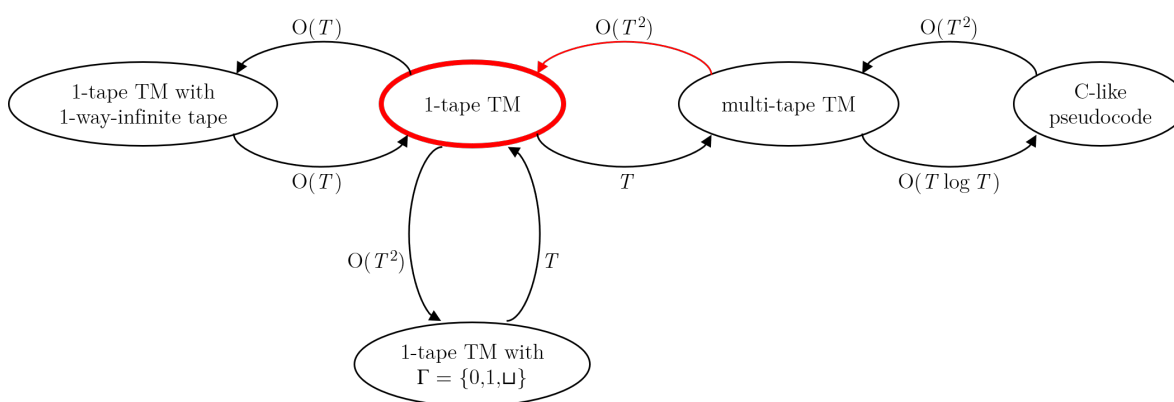 O(T)
O(T²)
O(T²)
1-tape TM with
1-way-infinite tape
1-tape TM
multi-tape TM
C-like
pseudocode
O(T)
T
O(T log T)
O(T²)
T
1-tape TM with
Γ = {0,1,⊔}